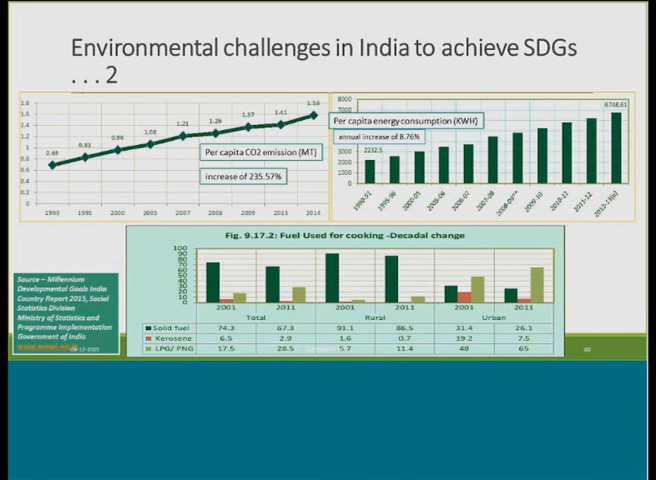 Environmental challenges in India to achieve SDGs
. . . 2
1.8
1.6
1.4
1.2
1
0.8
0.6
0.4
0.2
0
0.69
0.83
0.96
1.06
1.21
1.26
1.37
1.41
1.58
Per capita CO2 emission (MT)
increase of 235.57%
1990
1995
2000
2005
2007
2008
2009
2013
2014
8000
7000
3000
2000
1000
0
Per capita energy consumption (KWH)
annual increase of 8.76%
2232.5
6748.61
1990-91
1995-96
2000-01
2005-06
2006-07
2007-08
2008-09**
2009-10
2010-11
2011-12
2012-13(p)
Fig. 9.17.2: Fuel Used for cooking -Decadal change
100
90
80
70
60
50
40
30
20
10
0
2001 2011 2001 2011 2001 2011
Total Rural Urban
Solid fuel 74.3 67.3 91.1 86.5 31.4 26.1
Kerosene 6.5 2.9 1.6 0.7 19.2 7.5
LPG/ PNG 17.5 28.5 5.7 11.4 48 65
Source – Millennium
Developmental Goals India
Country Report 2015, Social
Statistics Division
Ministry of Statistics and
Programme Implementation
Government of India
08-12-2015